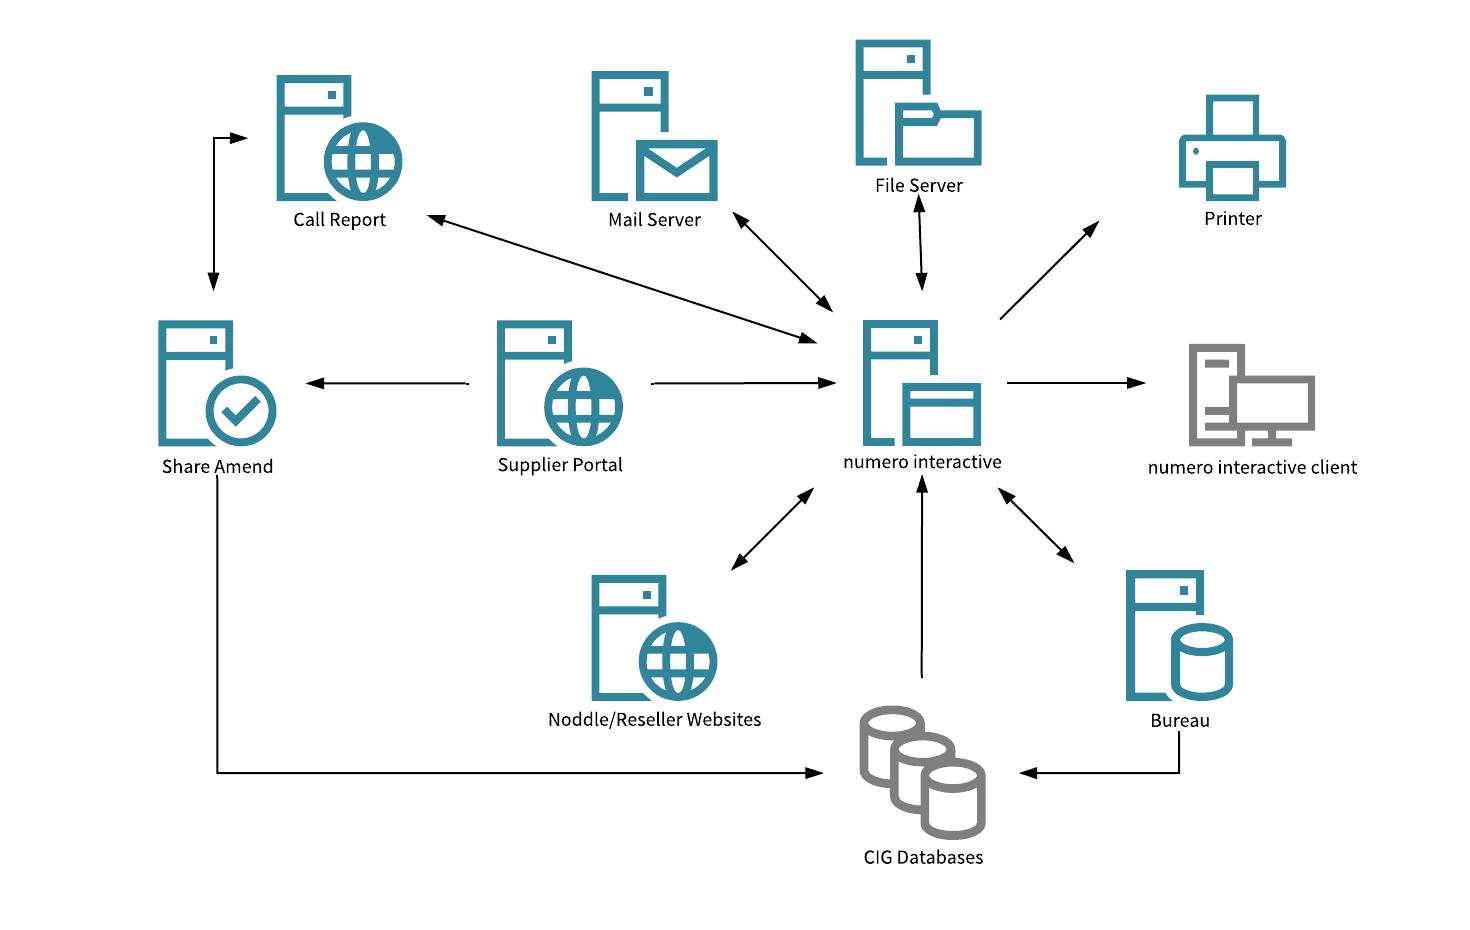 File Server
Call Report
Mail Server
Printer
Share Amend
Supplier Portal
numero interactive
numero interactive client
Noddle/Reseller Websites
Bureau
CIG Databases